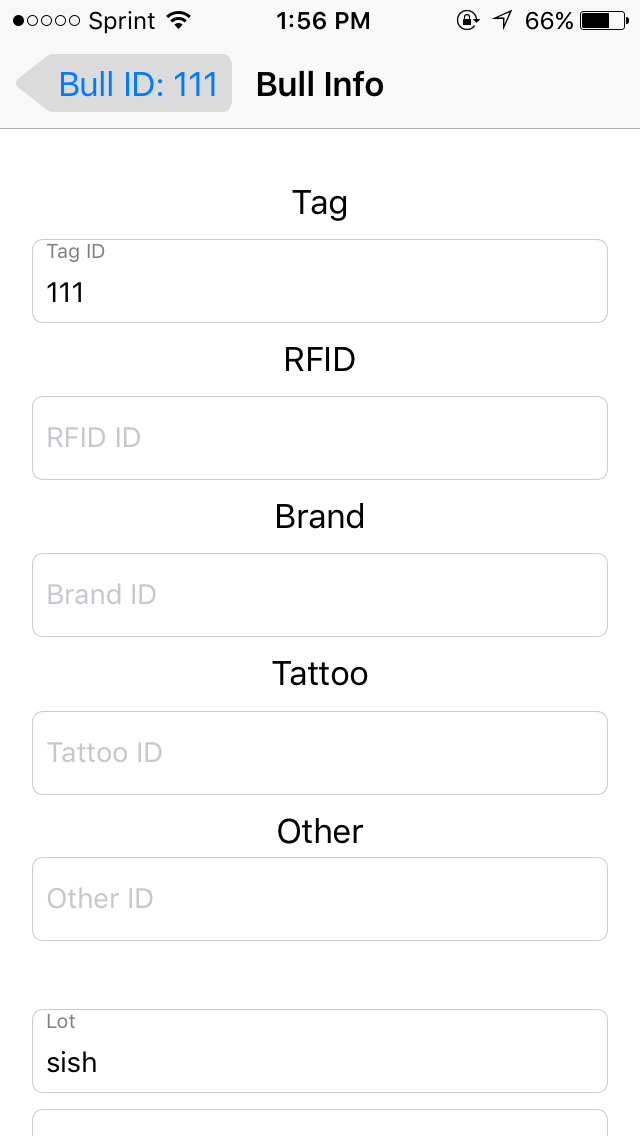 Sprint 1:56 PM 66%
Bull ID: 111 Bull Info
Tag
Tag ID
111
RFID
RFID ID
Brand
Brand ID
Tattoo
Tattoo ID
Other
Other ID
Lot
sish